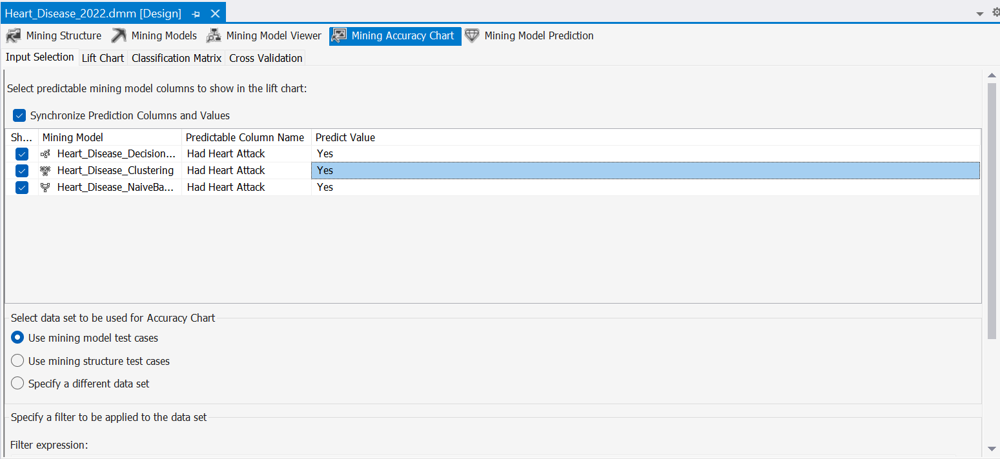 Heart_Disease_2022.dmm [Design]
Mining Structure Mining Models Mining Model Viewer Mining Accuracy Chart Mining Model Prediction
Input Selection Lift Chart Classification Matrix Cross Validation
Select predictable mining model columns to show in the lift chart:
Synchronize Prediction Columns and Values
Sh... Mining Model Predictable Column Name Predict Value
Heart_Disease_Decision... Had Heart Attack Yes
Heart_Disease_Clustering Had Heart Attack Yes
Heart_Disease_NaiveBa... Had Heart Attack Yes
Select data set to be used for Accuracy Chart
Use mining model test cases
Use mining structure test cases
Specify a different data set
Specify a filter to be applied to the data set
Filter expression: